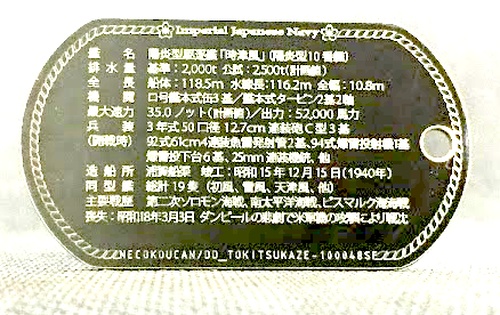 Imperial Japanese Navy
艦名 陽炎型駆逐艦「時津風」(陽炎型10番艦)
排水量 基準:2,000t 公試:2,500t(計画値)
全長 船体:118.5m 水線長:116.2m 全幅:10.8m
機関 ロ号艦本式缶3基/艦本式タービン2基2軸
最大速力 35.0ノット(計画値)/出力:52,000馬力
兵装 3年式50口径12.7cm連装砲C型3基
(開戦時) 92式61cm4連装魚雷発射管2基、94式爆雷投射機1基
爆雷投下台6基、25mm連装機銃、他
造船所 浦賀船渠 竣工:昭和15年12月15日(1940年)
同型艦 総計19隻(初風、雪風、天津風、他)
主要戦歴 第二次ソロモン海戦、南太平洋海戦、ビスマルク海海戦
喪失:昭和18年3月3日 ダンピールの悲劇で米軍機の攻撃により戦没
NECOKOUCAN/DD_TOKITSUKAZE-100048SE